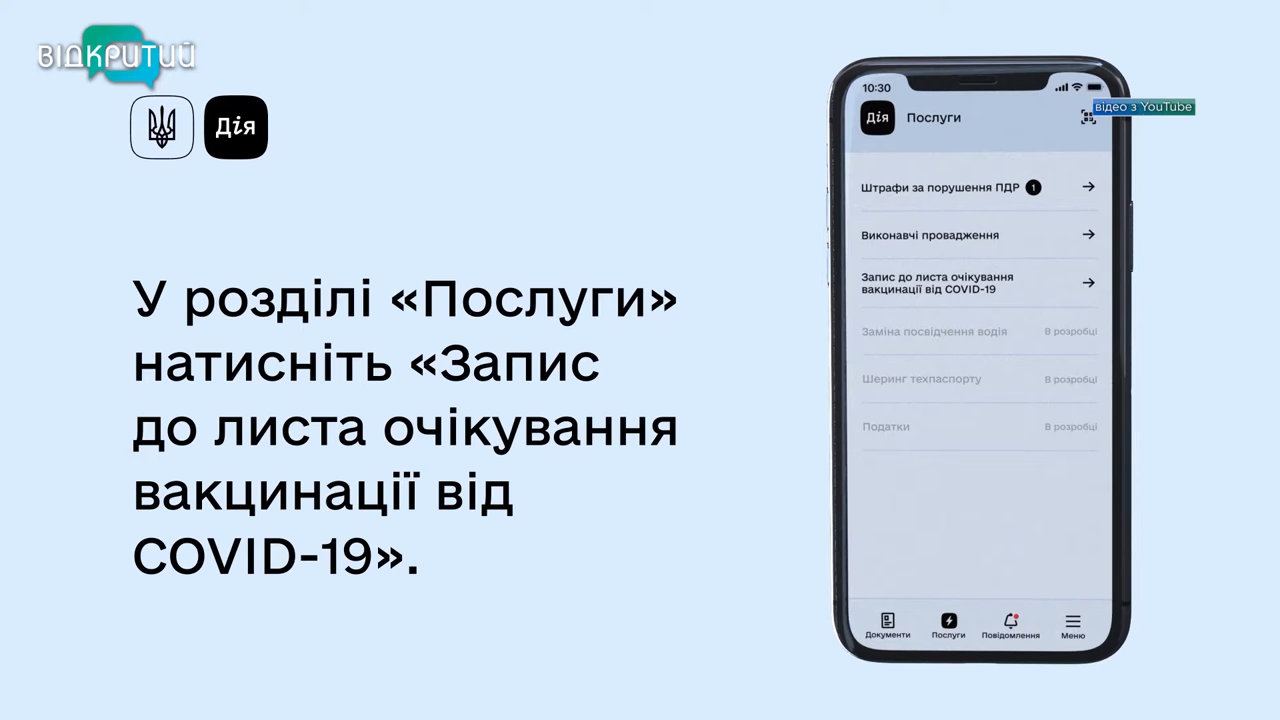 ВІДКРИТИЙ
Дія
У розділі «Послуги»
натисніть «Запис
до листа очікування
вакцинації від
COVID-19».
10:30
відео з YouTube
Дія Послуги
Штрафи за порушення ПДР 1
Виконавчі провадження
Запис до листа очікування
вакцинації від COVID-19
Заміна посвідчення водія В розробці
Шеринг техпаспорту В розробці
Податки В розробці
Документи Послуги Повідомлення Меню